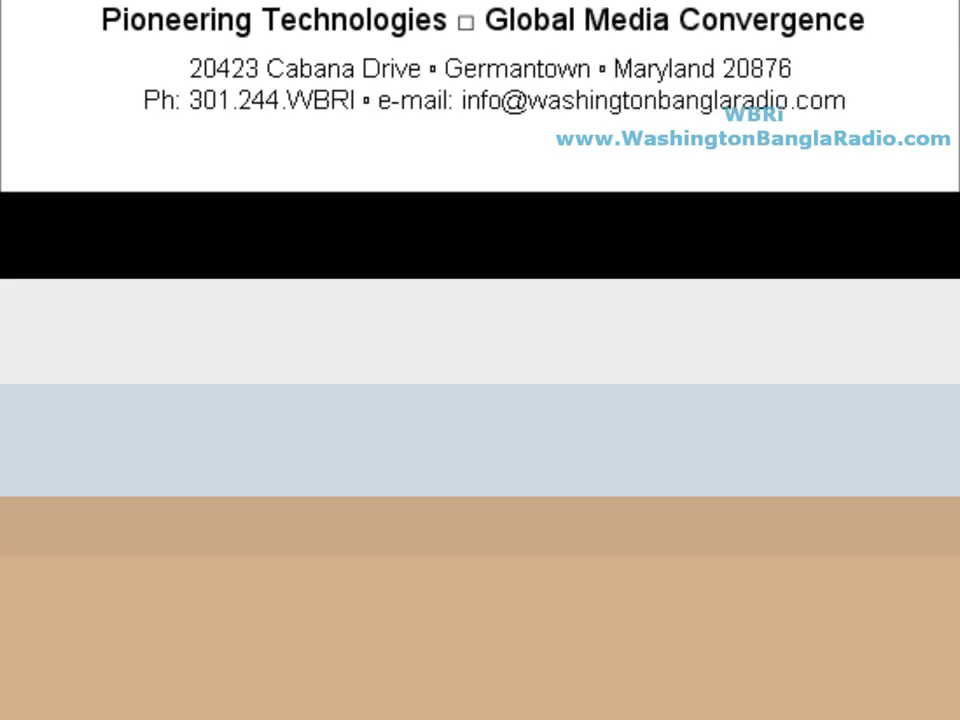 Pioneering Technologies □ Global Media Convergence
20423 Cabana Drive ▫ Germantown ▫ Maryland 20876
Ph: 301.244.WBRI ▫ e-mail: info@washingtonbanglaradio.com
WBRi
www.WashingtonBanglaRadio.com